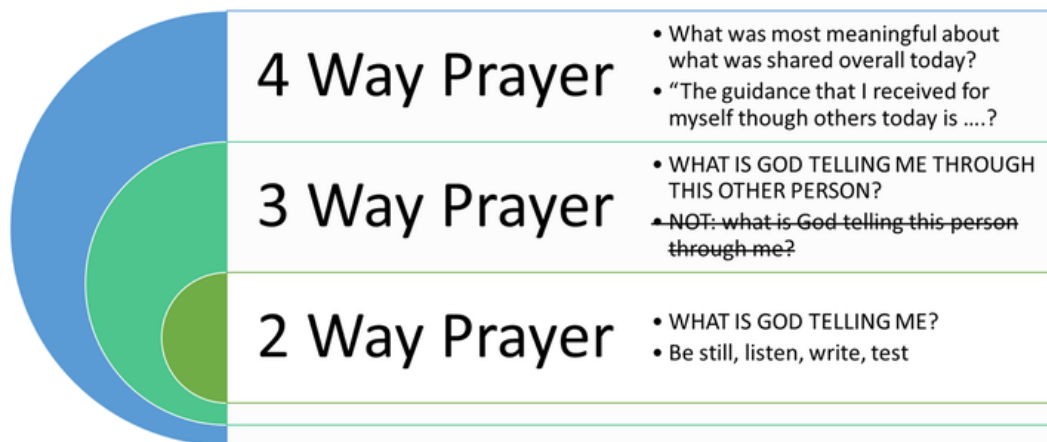 4 Way Prayer
• What was most meaningful about
what was shared overall today?
• “The guidance that I received for
myself though others today is ....?
3 Way Prayer
• WHAT IS GOD TELLING ME THROUGH
THIS OTHER PERSON?
• NOT: what is God telling this person
through me?
2 Way Prayer
• WHAT IS GOD TELLING ME?
• Be still, listen, write, test